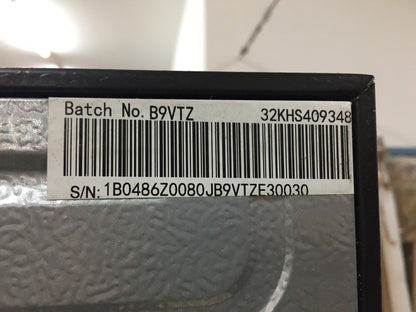 Batch No. B9VTZ 32KHS409348
S/N: 1B0486Z0080JB9VTZE30030